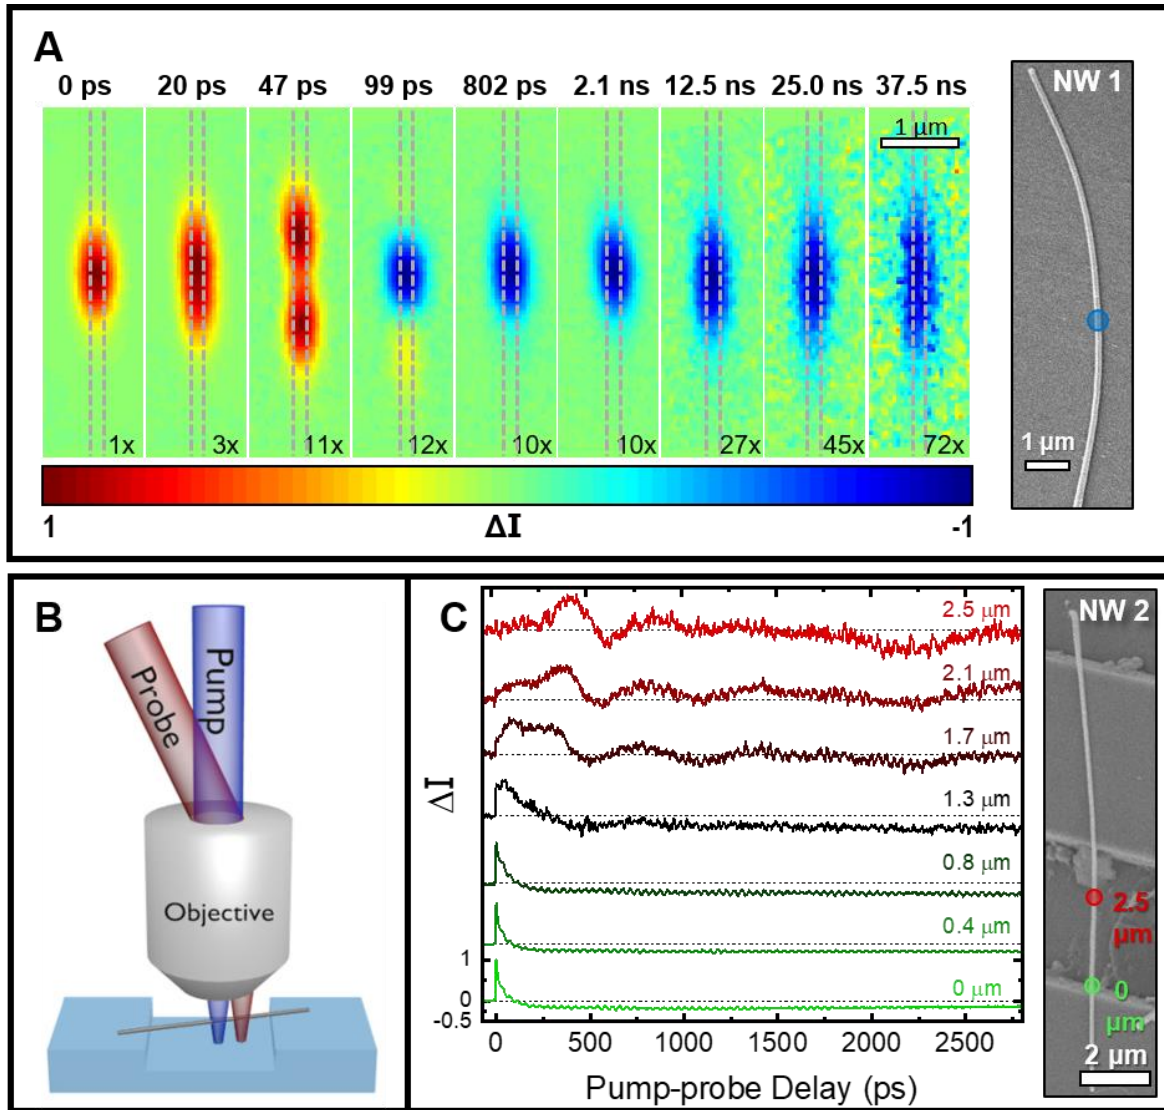 A
0 ps 20 ps 47 ps 99 ps 802 ps 2.1 ns 12.5 ns 25.0 ns 37.5 ns
1 μm
1x 3x 11x 12x 10x 10x 27x 45x 72x
1 ΔI -1
NW 1
1 μm
B
Probe
Pump
Objective
C
2.5 μm
2.1 μm
1.7 μm
1.3 μm
0.8 μm
0.4 μm
0 μm
ΔI
1
0
-0.5
0 500 1000 1500 2000 2500
Pump-probe Delay (ps)
NW 2
2.5
μm
0
μm
2 μm